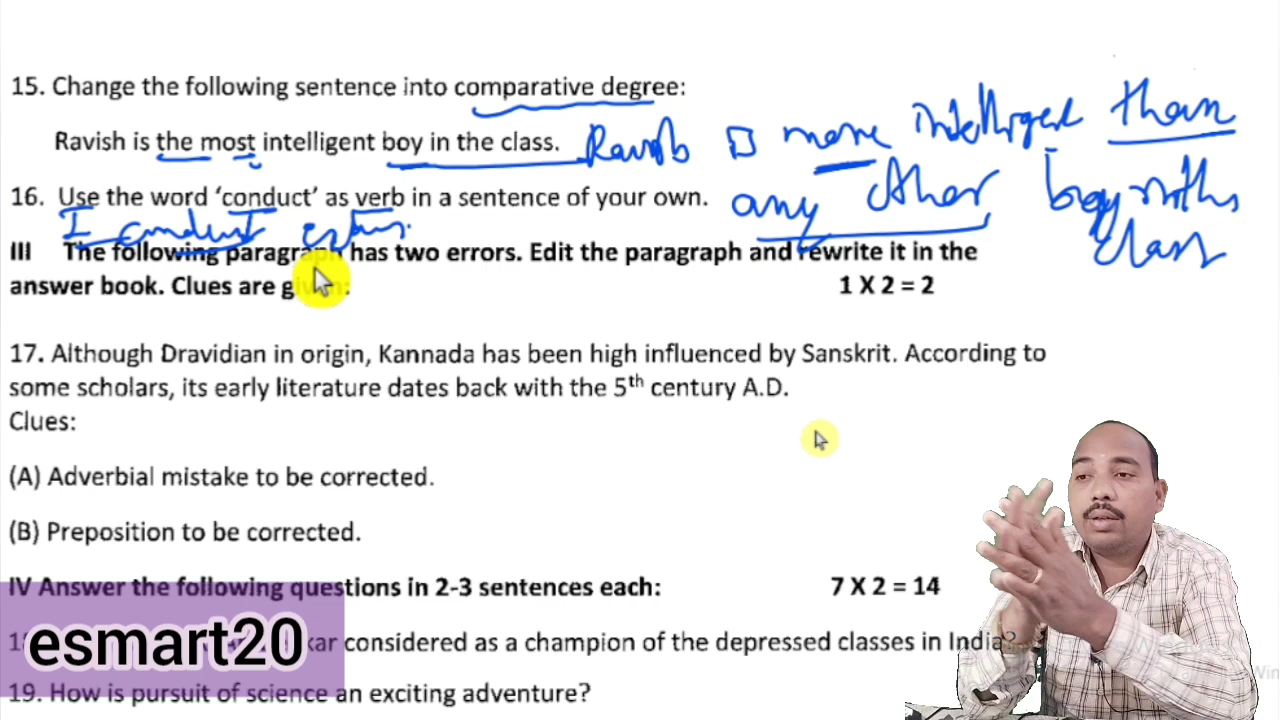 15. Change the following sentence into comparative degree:
Ravish is the most intelligent boy in the class. Ravish is more intelligent than
16. Use the word ‘conduct’ as verb in a sentence of your own. any other boy in the
I conduct class
III The following paragraph has two errors. Edit the paragraph and rewrite it in the
answer book. Clues are given: 1 X 2 = 2
17. Although Dravidian in origin, Kannada has been high influenced by Sanskrit. According to
some scholars, its early literature dates back with the 5th century A.D.
Clues:
(A) Adverbial mistake to be corrected.
(B) Preposition to be corrected.
IV Answer the following questions in 2-3 sentences each: 7 X 2 = 14
considered as a champion of the depressed classes in India?
esmart20
19. How is pursuit of science an exciting adventure?